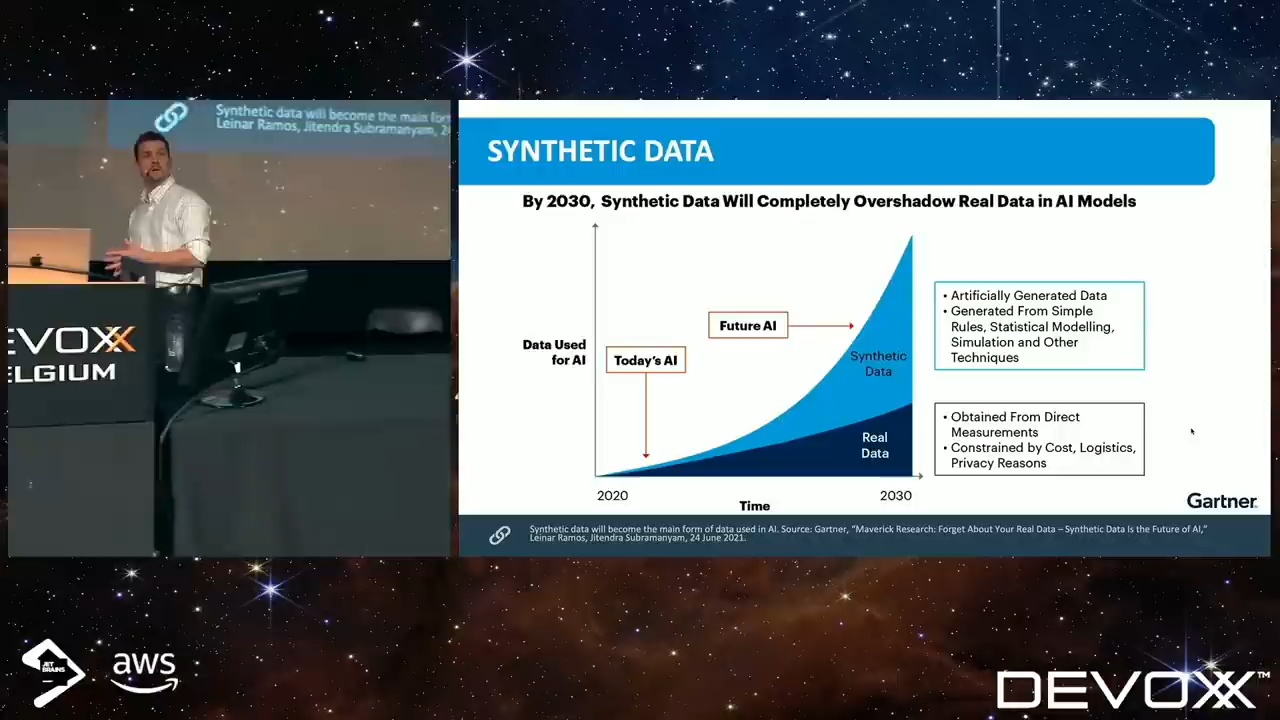 Synthetic data will become the main for
Leinar Ramos, Jitendra Subramanyam, 2
EVOXX
ELGIUM
SYNTHETIC DATA
By 2030, Synthetic Data Will Completely Overshadow Real Data in AI Models
Data Used
for AI
Today's AI
Future AI
Synthetic
Data
Real
Data
2020
2030
Time
• Artificially Generated Data
• Generated From Simple
Rules, Statistical Modelling,
Simulation and Other
Techniques
• Obtained From Direct
Measurements
• Constrained by Cost, Logistics,
Privacy Reasons
Gartner
Synthetic data will become the main form of data used in AI. Source: Gartner, “Maverick Research: Forget About Your Real Data – Synthetic Data Is the Future of AI,”
Leinar Ramos, Jitendra Subramanyam, 24 June 2021.
JET
BRAINS
aws
DEVOXX™